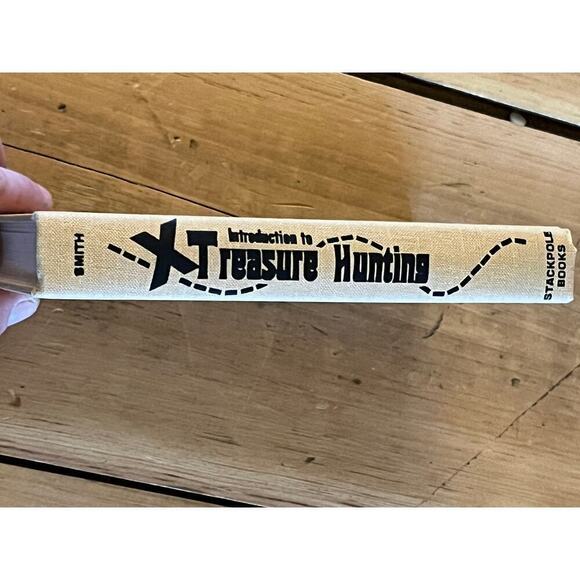 SMITH
X Introduction to
Treasure Hunting
STACKPOLE
BOOKS